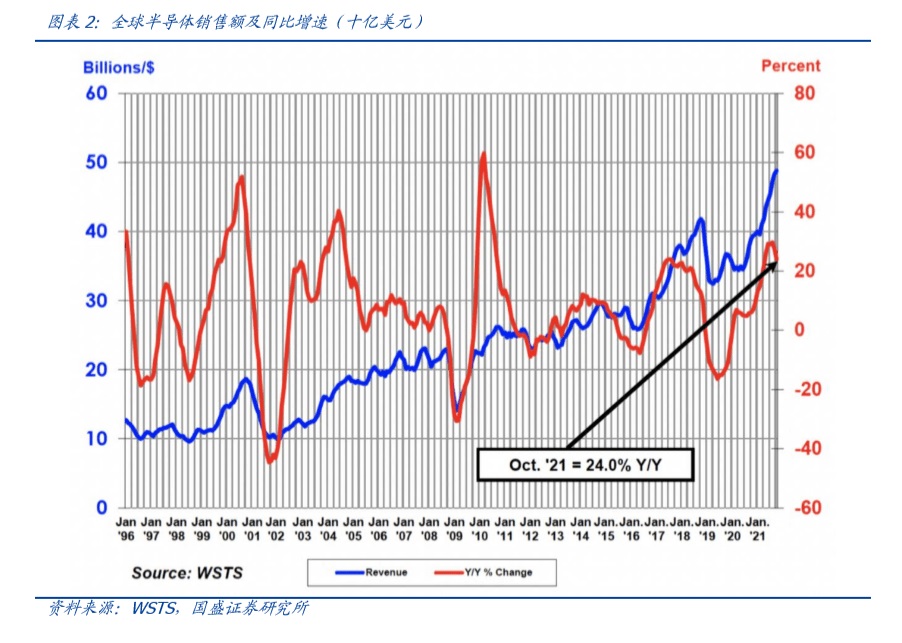 图表 2：全球半导体销售额及同比增速（十亿美元）
Billions/$ Percent
60 80
50 60
40 40
30 20
20 0
10 -20
0 -40
-60
Oct. '21 = 24.0% Y/Y
Jan Jan Jan Jan Jan Jan Jan Jan Jan Jan Jan Jan Jan Jan Jan Jan Jan Jan Jan Jan. Jan. Jan. Jan. Jan. Jan. Jan.
'96 '97 '98 '99 '00 '01 '02 '03 '04 '05 '06 '07 '08 '09 '10 '11 '12 '13 '14 '15 '16 '17 '18 '19 '20 '21
Source: WSTS
Revenue Y/Y % Change
资料来源：WSTS，国盛证券研究所